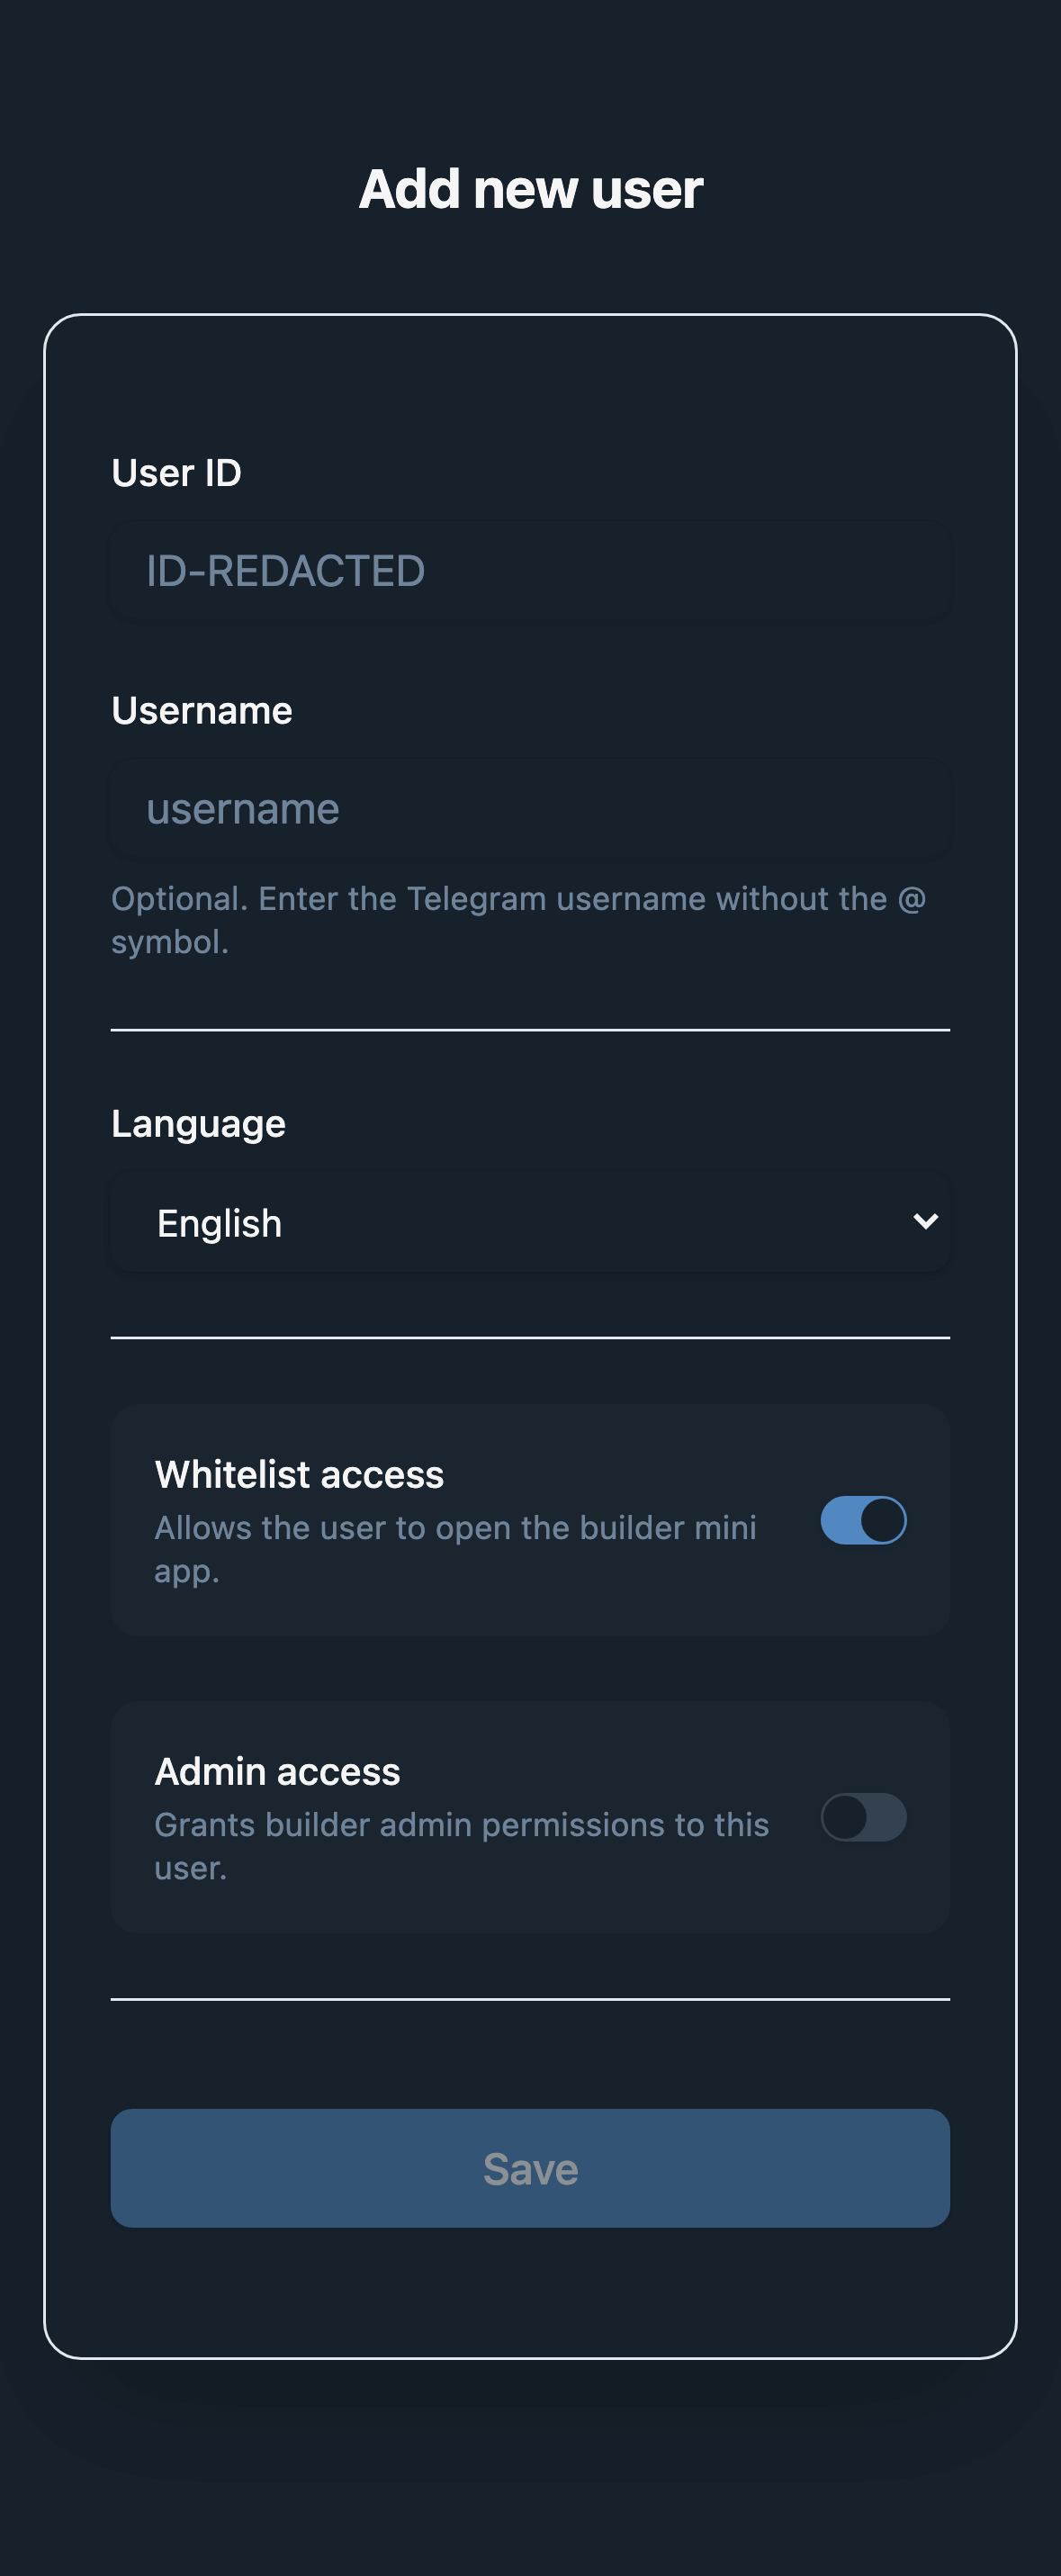 Add new user
User ID
ID-REDACTED
Username
username
Optional. Enter the Telegram username without the @
symbol.
Language
English
Whitelist access
Allows the user to open the builder mini
app.
Admin access
Grants builder admin permissions to this
user.
Save